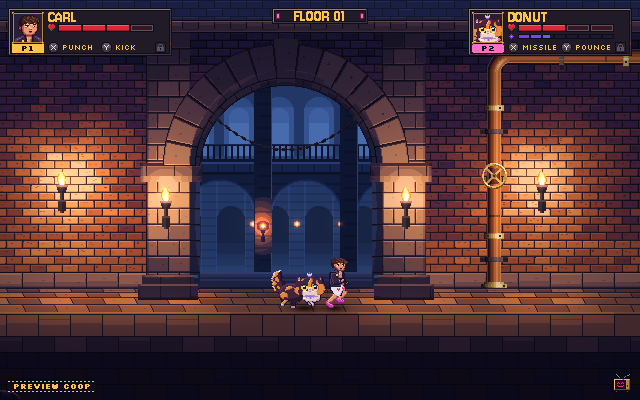 CARL
P1
X PUNCH Y KICK
FLOOR 01
DONUT
P2
X MISSILE Y POUNCE
PREVIEW COOP